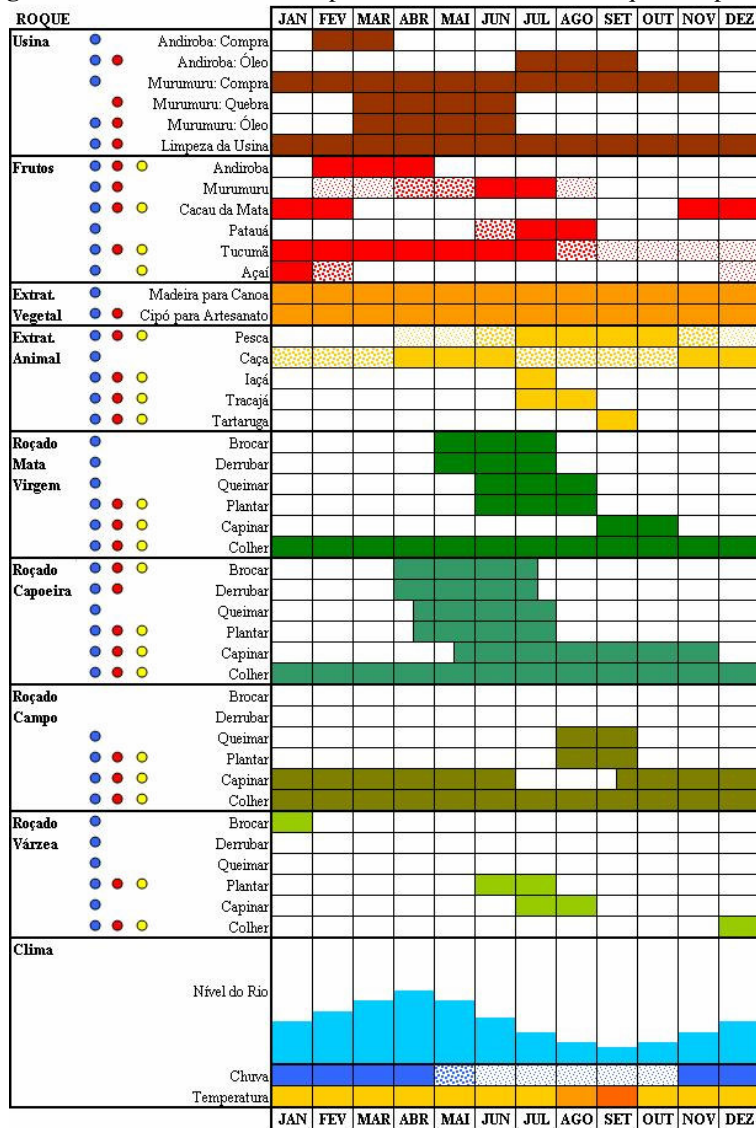 ROQUE JAN FEV MAR ABR MAI JUN JUL AGO SET OUT NOV DEZ
Usina Andiroba: Compra
Andiroba: Óleo
Murumuru: Compra
Murumuru: Quebra
Murumuru: Óleo
Limpeza da Usina
Frutos Andiroba
Murumuru
Cacau da Mata
Patauá
Tucumã
Açaí
Extrat. Madeira para Canoa
Vegetal Cipó para Artesanato
Extrat. Pesca
Animal Caça
Iaçá
Tracajá
Tartaruga
Roçado Brocar
Mata Derrubar
Virgem Queimar
Plantar
Capinar
Colher
Roçado Brocar
Capoeira Derrubar
Queimar
Plantar
Capinar
Colher
Roçado Brocar
Campo Derrubar
Queimar
Plantar
Capinar
Colher
Roçado Brocar
Várzea Derrubar
Queimar
Plantar
Capinar
Colher
Clima
Nível do Rio
Chuva
Temperatura
JAN FEV MAR ABR MAI JUN JUL AGO SET OUT NOV DEZ